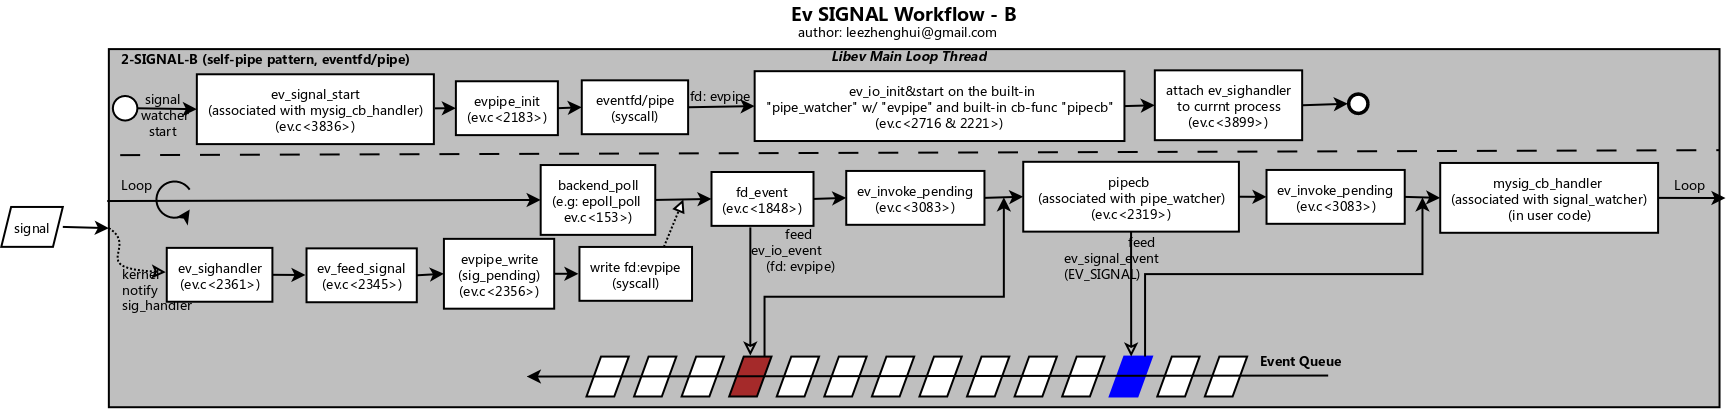 Ev SIGNAL Workflow - B
author: leezhenghui@gmail.com
2-SIGNAL-B (self-pipe pattern, eventfd/pipe)
Libev Main Loop Thread
signal
watcher
start
ev_signal_start
(associated with mysig_cb_handler)
(ev.c<3836>)
evpipe_init
(ev.c<2183>)
eventfd/pipe
(syscall)
fd: evpipe
ev_io_init&start on the built-in
"pipe_watcher" w/ "evpipe" and built-in cb-func "pipecb"
(ev.c<2716 & 2221>)
attach ev_sighandler
to currnt process
(ev.c<3899>)
Loop
backend_poll
(e.g: epoll_poll
ev.c<153>)
fd_event
(ev.c<1848>)
ev_invoke_pending
(ev.c<3083>)
pipecb
(associated with pipe_watcher)
(ev.c<2319>)
ev_invoke_pending
(ev.c<3083>)
mysig_cb_handler
(associated with signal_watcher)
(in user code)
Loop
signal
kernel
notify
sig_handler
ev_sighandler
(ev.c<2361>)
ev_feed_signal
(ev.c<2345>)
evpipe_write
(sig_pending)
(ev.c<2356>)
write fd:evpipe
(syscall)
feed
ev_io_event
(fd: evpipe)
feed
ev_signal_event
(EV_SIGNAL)
Event Queue